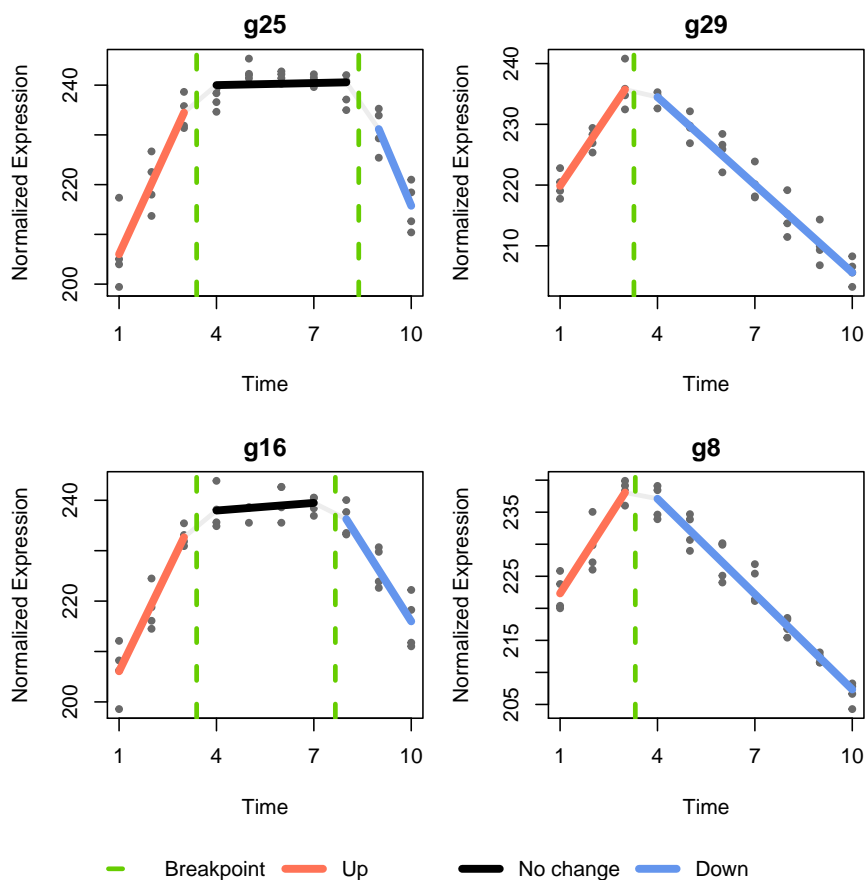 g25
Normalized Expression
200
220
240
1 4 7 10
Time
g29
Normalized Expression
210
220
230
240
1 4 7 10
Time
g16
Normalized Expression
200
220
240
1 4 7 10
Time
g8
Normalized Expression
205
215
225
235
1 4 7 10
Time
Breakpoint Up No change Down